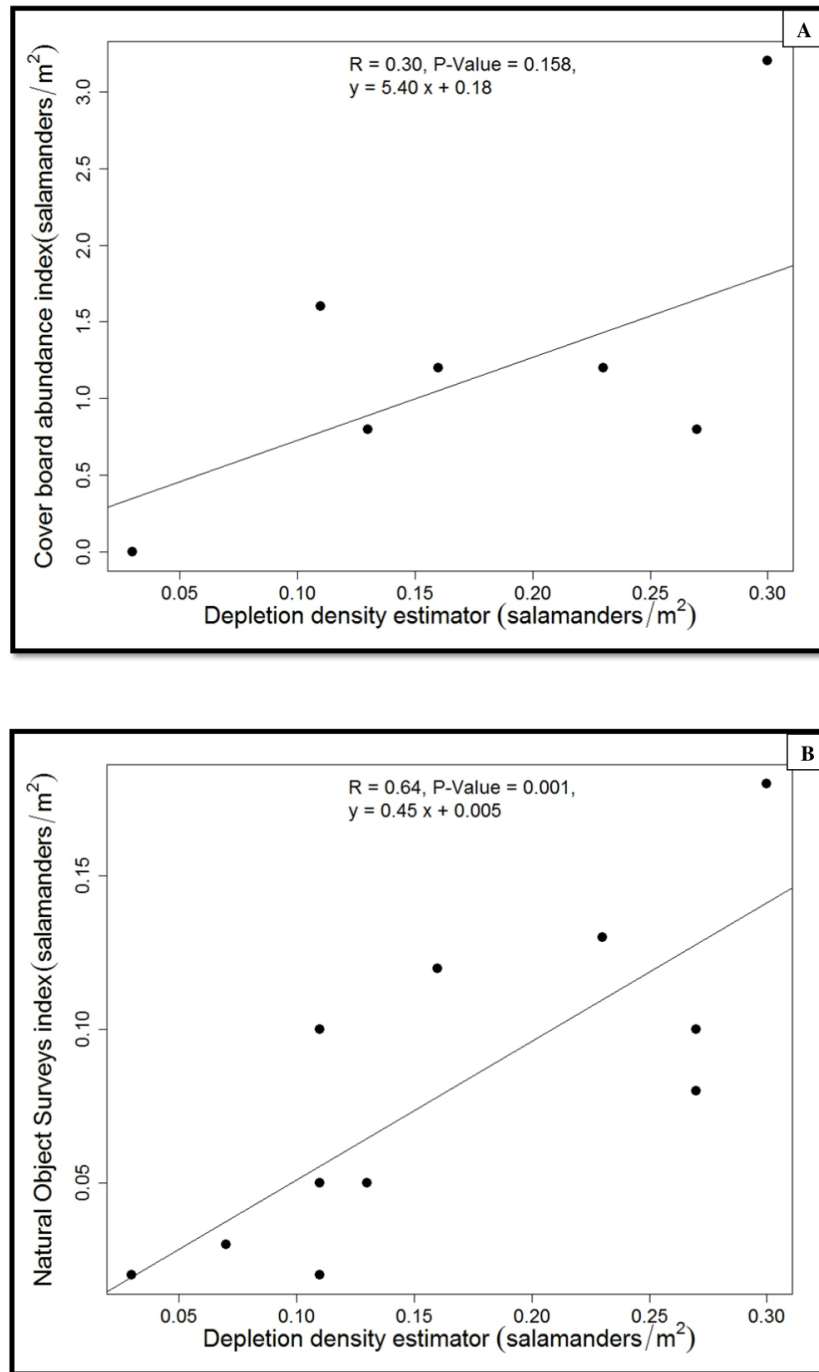 A
R = 0.30, P-Value = 0.158,
y = 5.40 x + 0.18
Cover board abundance index(salamanders/m²)
3.0
2.5
2.0
1.5
1.0
0.5
0.0
0.05 0.10 0.15 0.20 0.25 0.30
Depletion density estimator (salamanders/m²)
B
R = 0.64, P-Value = 0.001,
y = 0.45 x + 0.005
Natural Object Surveys index(salamanders/m²)
0.15
0.10
0.05
0.05 0.10 0.15 0.20 0.25 0.30
Depletion density estimator (salamanders/m²)